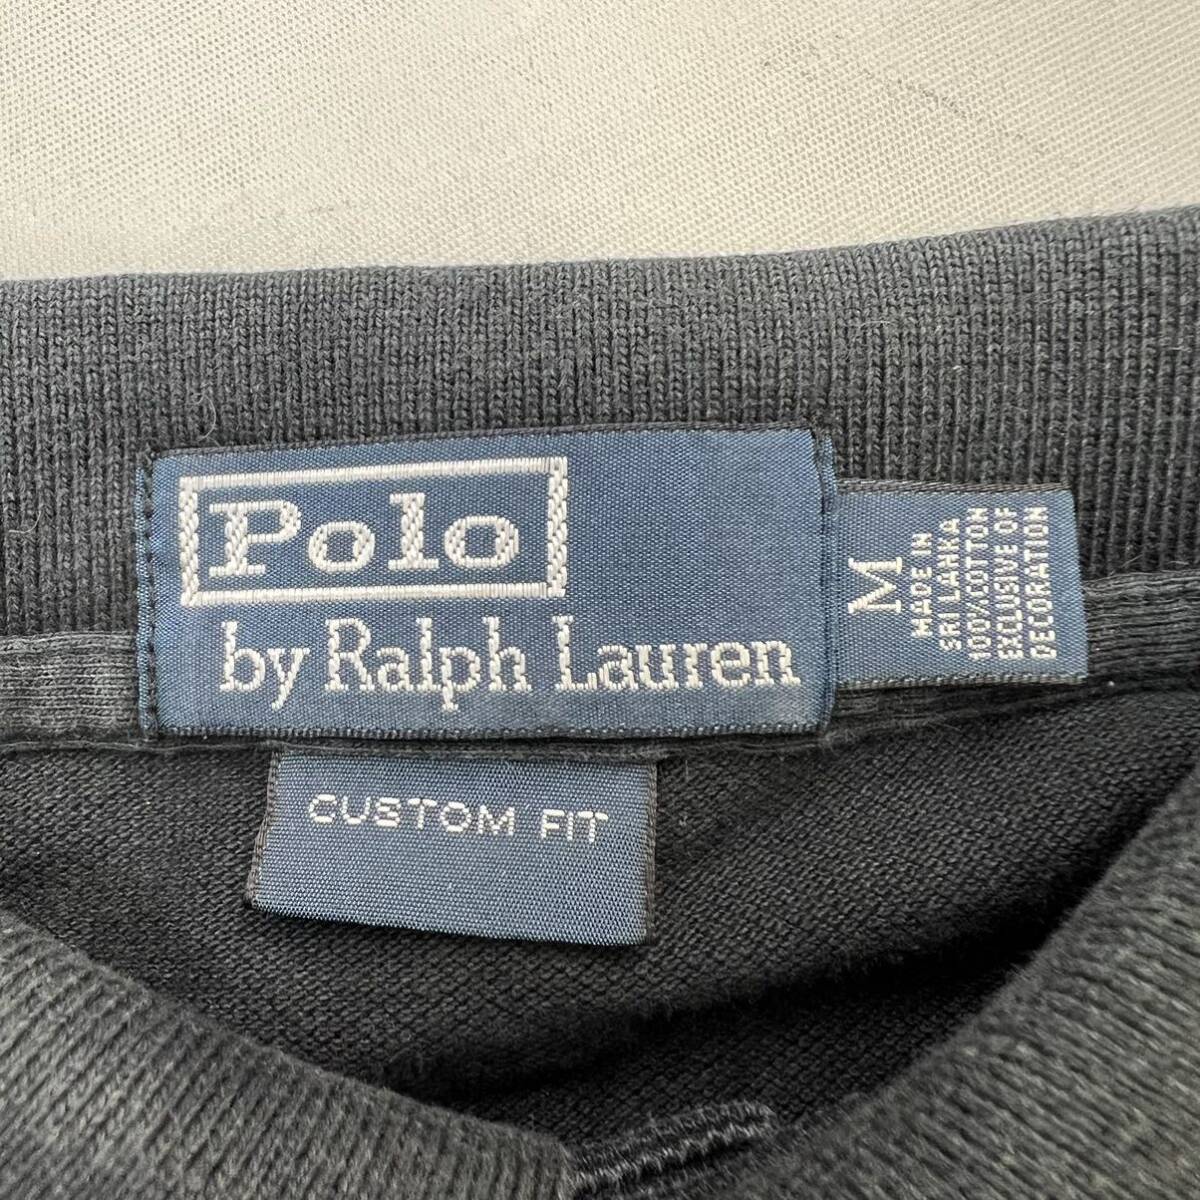 Polo
by Ralph Lauren
M
MADE IN
SRI LANKA
100%COTTON
EXCLUSIVE OF
DECORATION
CUSTOM FIT